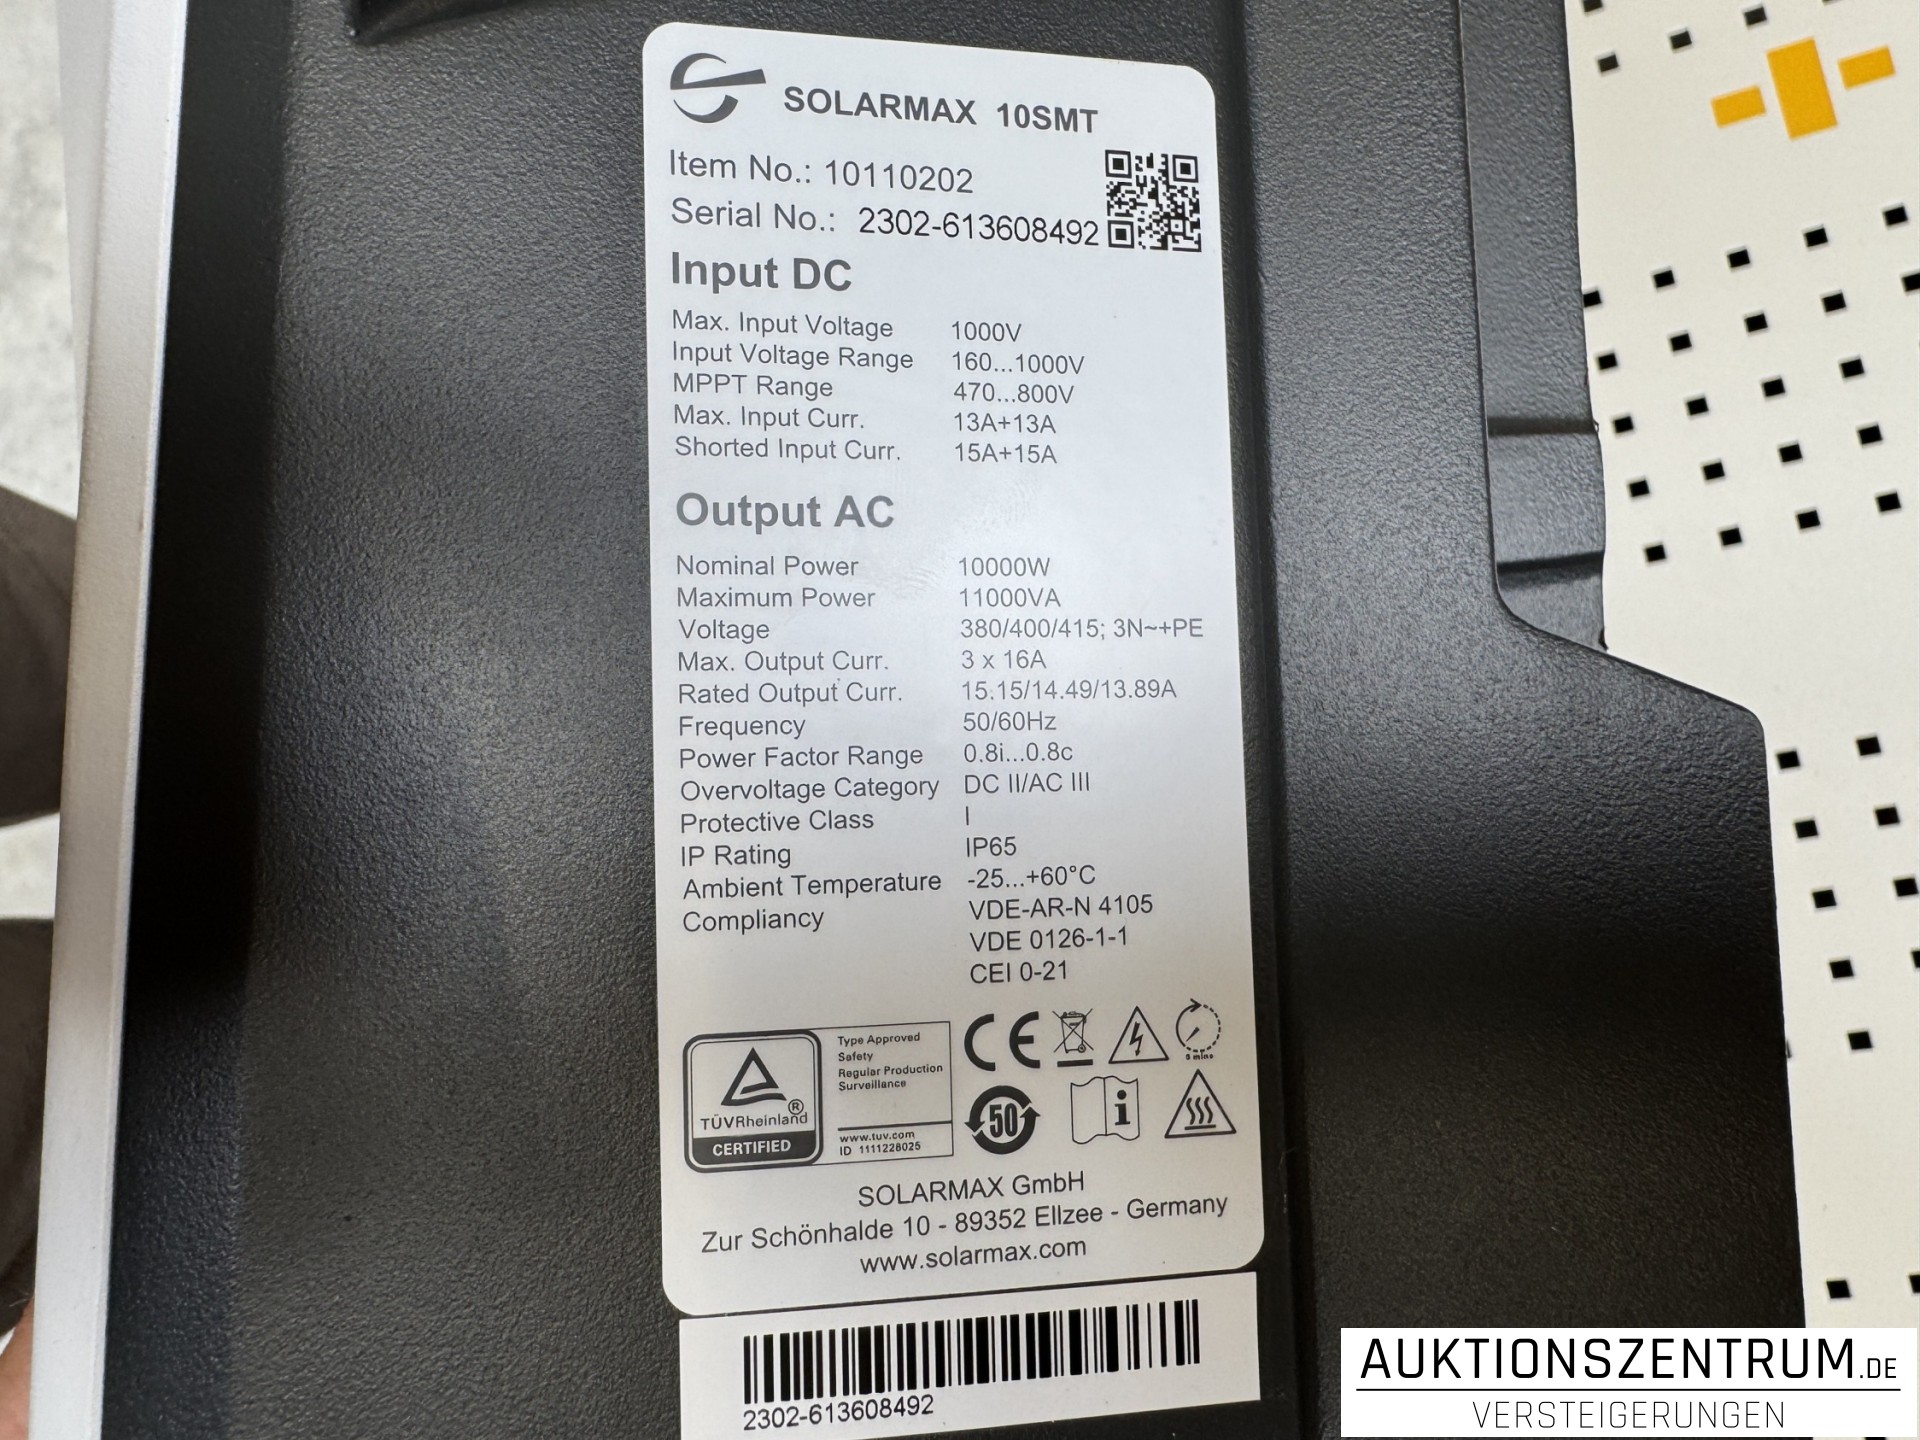 SOLARMAX 10SMT
Item No.: 10110202
Serial No.: 2302-613608492
Input DC
Max. Input Voltage 1000V
Input Voltage Range 160...1000V
MPPT Range 470...800V
Max. Input Curr. 13A+13A
Shorted Input Curr. 15A+15A
Output AC
Nominal Power 10000W
Maximum Power 11000VA
Voltage 380/400/415; 3N~+PE
Max. Output Curr. 3 x 16A
Rated Output Curr. 15.15/14.49/13.89A
Frequency 50/60Hz
Power Factor Range 0.8i...0.8c
Overvoltage Category DC II/AC III
Protective Class I
IP Rating IP65
Ambient Temperature -25...+60°C
Compliancy VDE-AR-N 4105
VDE 0126-1-1
CEI 0-21
TÜVRheinland®
CERTIFIED
Type Approved
Safety
Regular Production
Surveillance
www.tuv.com
ID 1111228025
CE
5 mins
50
i
SOLARMAX GmbH
Zur Schönhalde 10 - 89352 Ellzee - Germany
www.solarmax.com
2302-613608492
AUKTIONSZENTRUM.DE
VERSTEIGERUNGEN